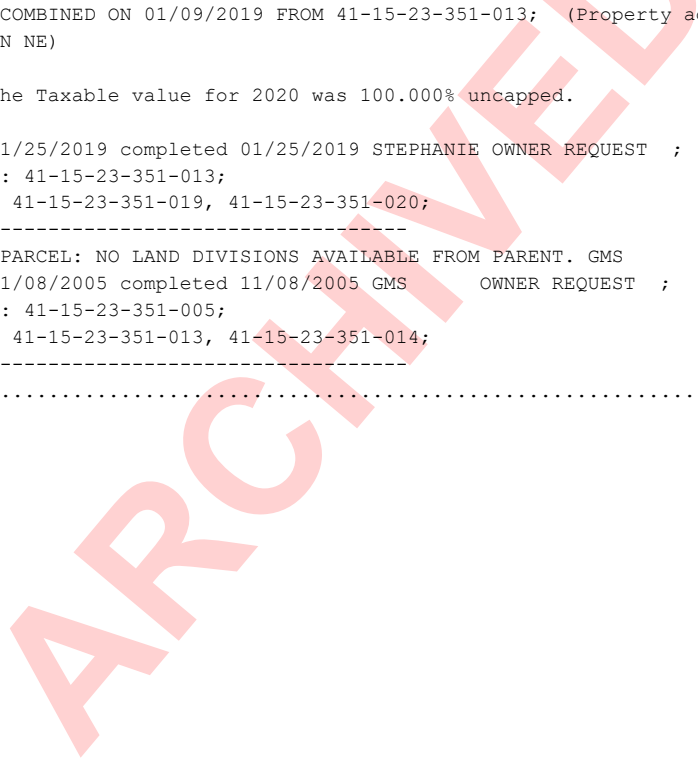 COMBINED ON 01/09/2019 FROM 41-15-23-351-013; (Property a
N NE)
he Taxable value for 2020 was 100.000% uncapped.
1/25/2019 completed 01/25/2019 STEPHANIE OWNER REQUEST ;
: 41-15-23-351-013;
41-15-23-351-019, 41-15-23-351-020;
----------------------------------
PARCEL: NO LAND DIVISIONS AVAILABLE FROM PARENT. GMS
1/08/2005 completed 11/08/2005 GMS OWNER REQUEST ;
: 41-15-23-351-005;
41-15-23-351-013, 41-15-23-351-014;
----------------------------------
..........................................................
ARCHIVED